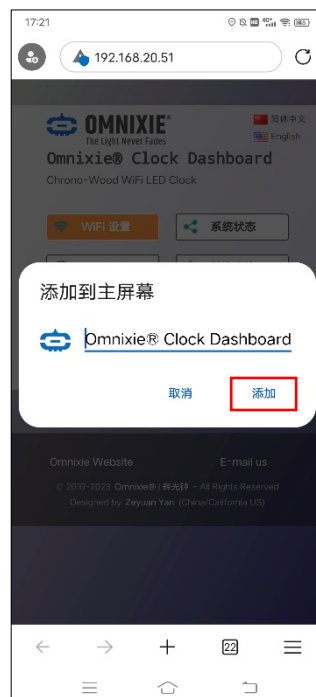 17:21
192.168.20.51
OMNIXIE®
The Light Never Fades
简体中文
English
Omnixie® Clock Dashboard
Chrono-Wood WiFi LED Clock
WiFi 设置
系统状态
添加到主屏幕
Omnixie® Clock Dashboard
取消
添加
Omnixie Website
E-mail us
© 2010-2023 Omnixie® | 辉光钟 - All Rights Reserved
Designed by Zeyuan Yan (China/California US)
22